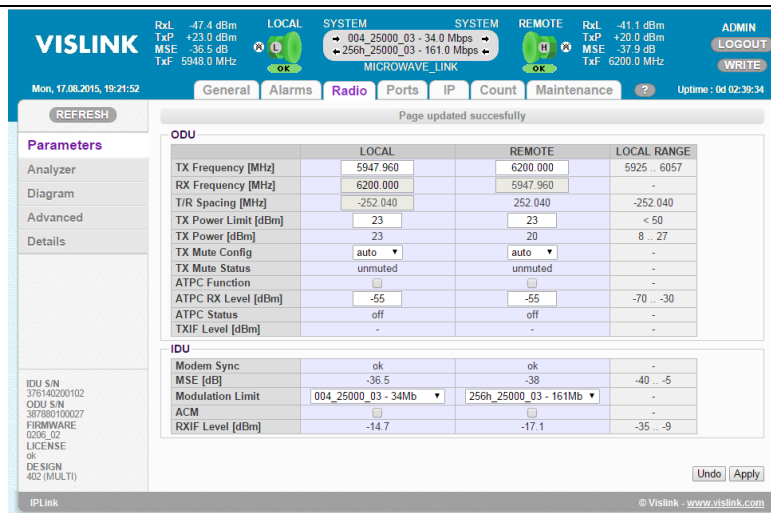 VISLINK
RxL -47.4 dBm
TxP +23.0 dBm
MSE -36.5 dB
TxF 5948.0 MHz
LOCAL
L
OK
SYSTEM SYSTEM
004_25000_03 - 34.0 Mbps
256h_25000_03 - 161.0 Mbps
MICROWAVE_LINK
REMOTE
H
OK
RxL -41.1 dBm
TxP +20.0 dBm
MSE -37.9 dB
TxF 6200.0 MHz
ADMIN
LOGOUT
WRITE
Mon, 17.08.2015, 19:21:52
General Alarms Radio Ports IP Count Maintenance ?
Uptime : 0d 02:39:34
REFRESH
Parameters
Analyzer
Diagram
Advanced
Details
IDU S/N
376140200102
ODU S/N
387880100027
FIRMWARE
0206_02
LICENSE
ok
DESIGN
402 (MULTI)
Page updated succesfully
ODU
LOCAL REMOTE LOCAL RANGE
TX Frequency [MHz] 5947.960 6200.000 5925 .. 6057
RX Frequency [MHz] 6200.000 5947.960 -
T/R Spacing [MHz] -252.040 252.040 -252.040
TX Power Limit [dBm] 23 23 < 50
TX Power [dBm] 23 20 8 .. 27
TX Mute Config auto auto -
TX Mute Status unmuted unmuted -
ATPC Function -
ATPC RX Level [dBm] -55 -55 -70 .. -30
ATPC Status off off -
TXIF Level [dBm] - - -
IDU
Modem Sync ok ok -
MSE [dB] -36.5 -38 -40 .. -5
Modulation Limit 004_25000_03 - 34Mb 256h_25000_03 - 161Mb -
ACM -
RXIF Level [dBm] -14.7 -17.1 -35 .. -9
Undo Apply
IPLink
© Vislink - www.vislink.com